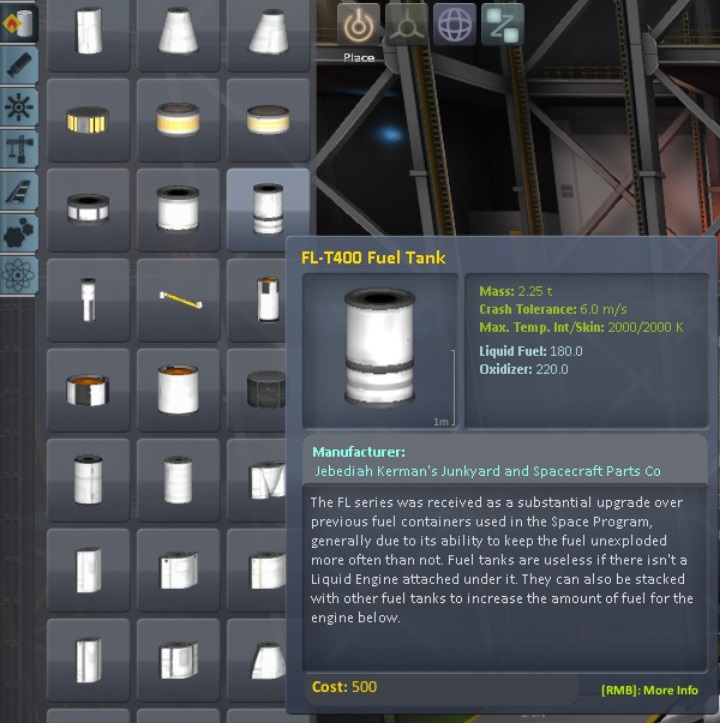 Place
FL-T400 Fuel Tank
Mass: 2.25 t
Crash Tolerance: 6.0 m/s
Max. Temp. Int/Skin: 2000/2000 K
Liquid Fuel: 180.0
Oxidizer: 220.0
1m
Manufacturer:
Jebediah Kerman's Junkyard and Spacecraft Parts Co
The FL series was received as a substantial upgrade over
previous fuel containers used in the Space Program,
generally due to its ability to keep the fuel unexploded
more often than not. Fuel tanks are useless if there isn't a
Liquid Engine attached under it. They can also be stacked
with other fuel tanks to increase the amount of fuel for the
engine below.
Cost: 500
[RMB]: More Info